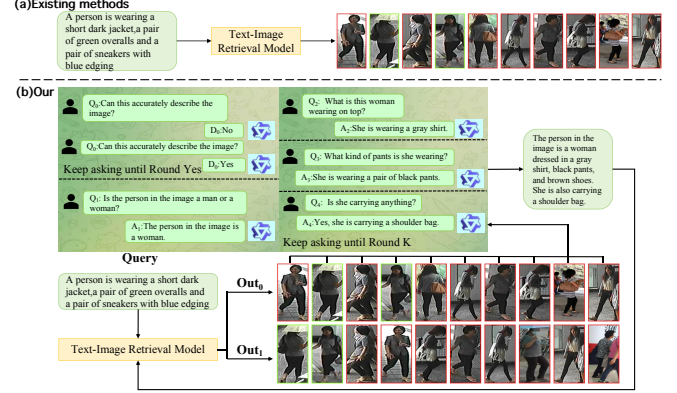 (a)Existing methods
A person is wearing a
short dark jacket,a pair
of green overalls and a
pair of sneakers with
blue edging
Text-Image
Retrieval Model
(b)Our
Q0:Can this accurately describe the
image?
D0:No
Q0:Can this accurately describe the image?
D0:Yes
Keep asking until Round Yes
Q1: Is the person in the image a man or a
woman?
A1:The person in the image is
a woman.
Q2: What is this woman
wearing on top?
A2:She is wearing a gray shirt.
Q3: What kind of pants is she wearing?
A3:She is wearing a pair of black pants.
Q4: Is she carrying anything?
A4:Yes, she is carrying a shoulder bag.
Keep asking until Round K
The person in the
image is a woman
dressed in a gray
shirt, black pants,
and brown shoes.
She is also carrying
a shoulder bag.
Query
A person is wearing a short dark
jacket,a pair of green overalls and
a pair of sneakers with blue edging
Text-Image Retrieval Model
Out0
Out1